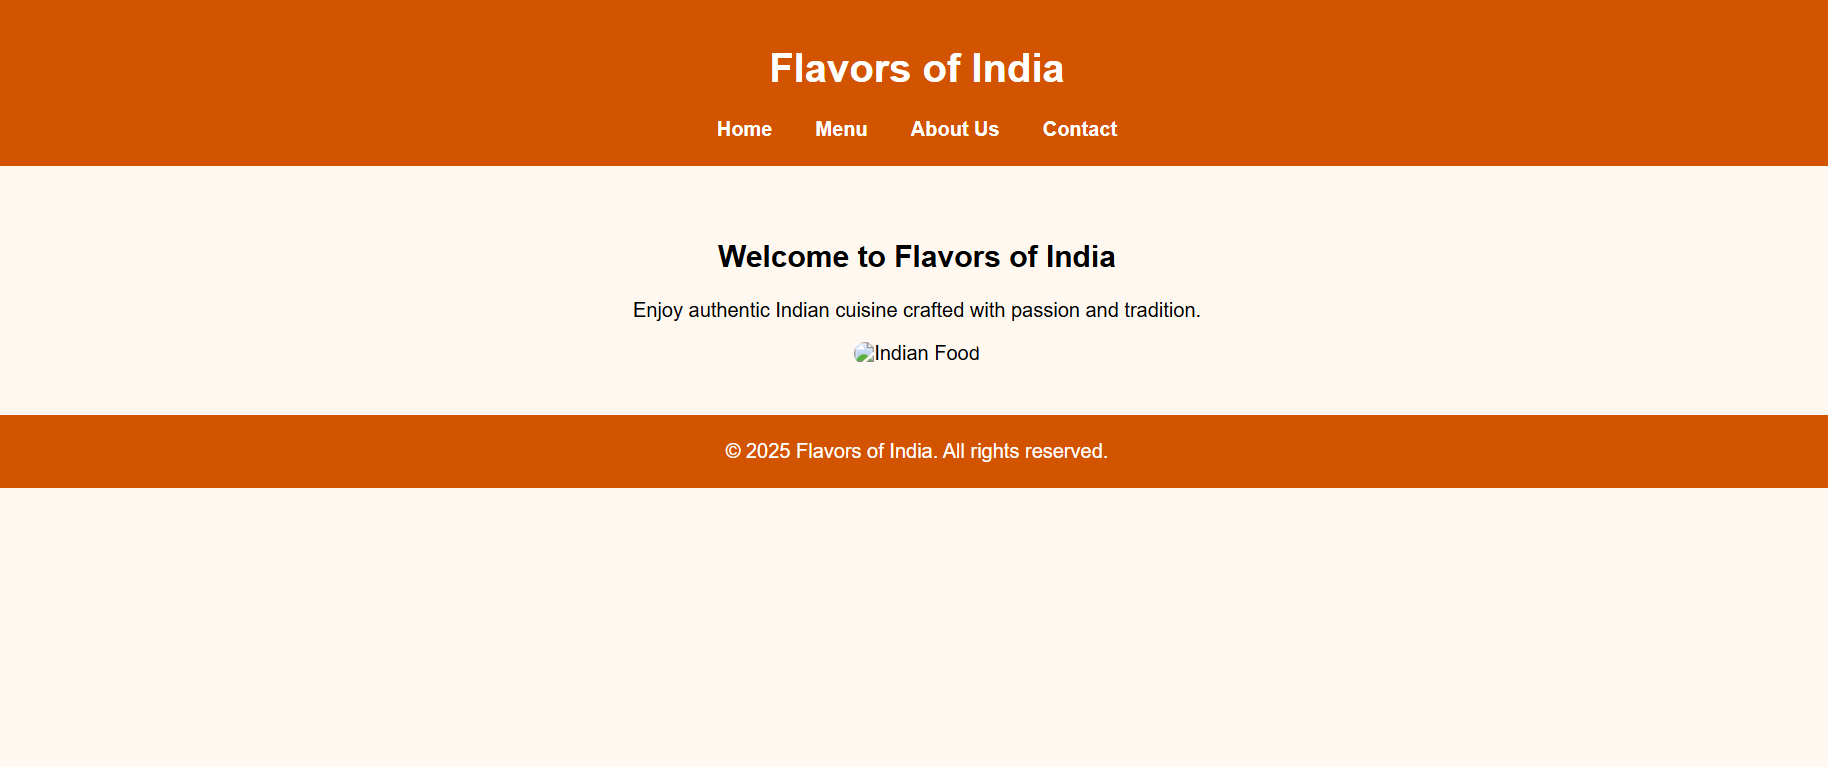 Flavors of India
Home Menu About Us Contact
Welcome to Flavors of India
Enjoy authentic Indian cuisine crafted with passion and tradition.
Indian Food
© 2025 Flavors of India. All rights reserved.